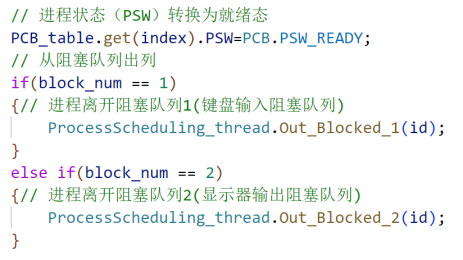 // 进程状态（PSW）转换为就绪态
PCB_table.get(index).PSW=PCB.PSW_READY;
// 从阻塞队列出列
if(block_num == 1)
{// 进程离开阻塞队列1(键盘输入阻塞队列)
    ProcessScheduling_thread.Out_Blocked_1(id);
}
else if(block_num == 2)
{// 进程离开阻塞队列2(显示器输出阻塞队列)
    ProcessScheduling_thread.Out_Blocked_2(id);
}